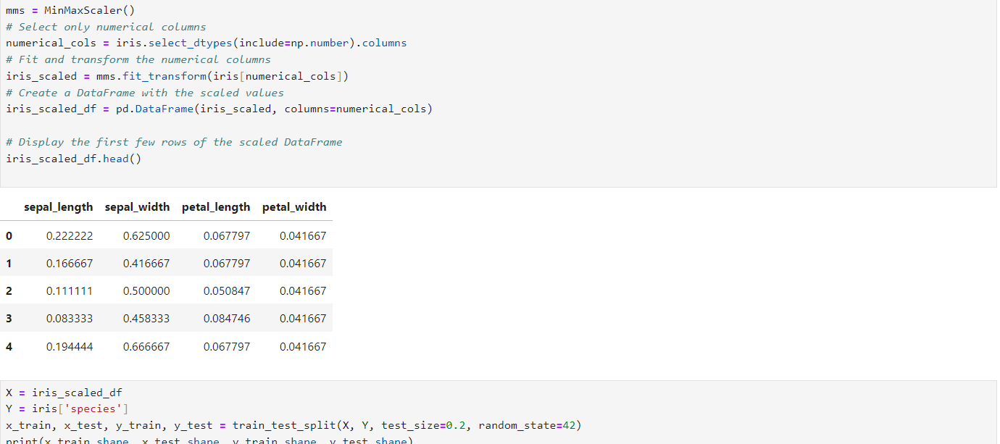 mms = MinMaxScaler()
# Select only numerical columns
numerical_cols = iris.select_dtypes(include=np.number).columns
# Fit and transform the numerical columns
iris_scaled = mms.fit_transform(iris[numerical_cols])
# Create a DataFrame with the scaled values
iris_scaled_df = pd.DataFrame(iris_scaled, columns=numerical_cols)
# Display the first few rows of the scaled DataFrame
iris_scaled_df.head()
sepal_length sepal_width petal_length petal_width
0 0.222222 0.625000 0.067797 0.041667
1 0.166667 0.416667 0.067797 0.041667
2 0.111111 0.500000 0.050847 0.041667
3 0.083333 0.458333 0.084746 0.041667
4 0.194444 0.666667 0.067797 0.041667
X = iris_scaled_df
Y = iris['species']
x_train, x_test, y_train, y_test = train_test_split(X, Y, test_size=0.2, random_state=42)
print(x_train.shape, x_test.shape, y_train.shape, y_test.shape)